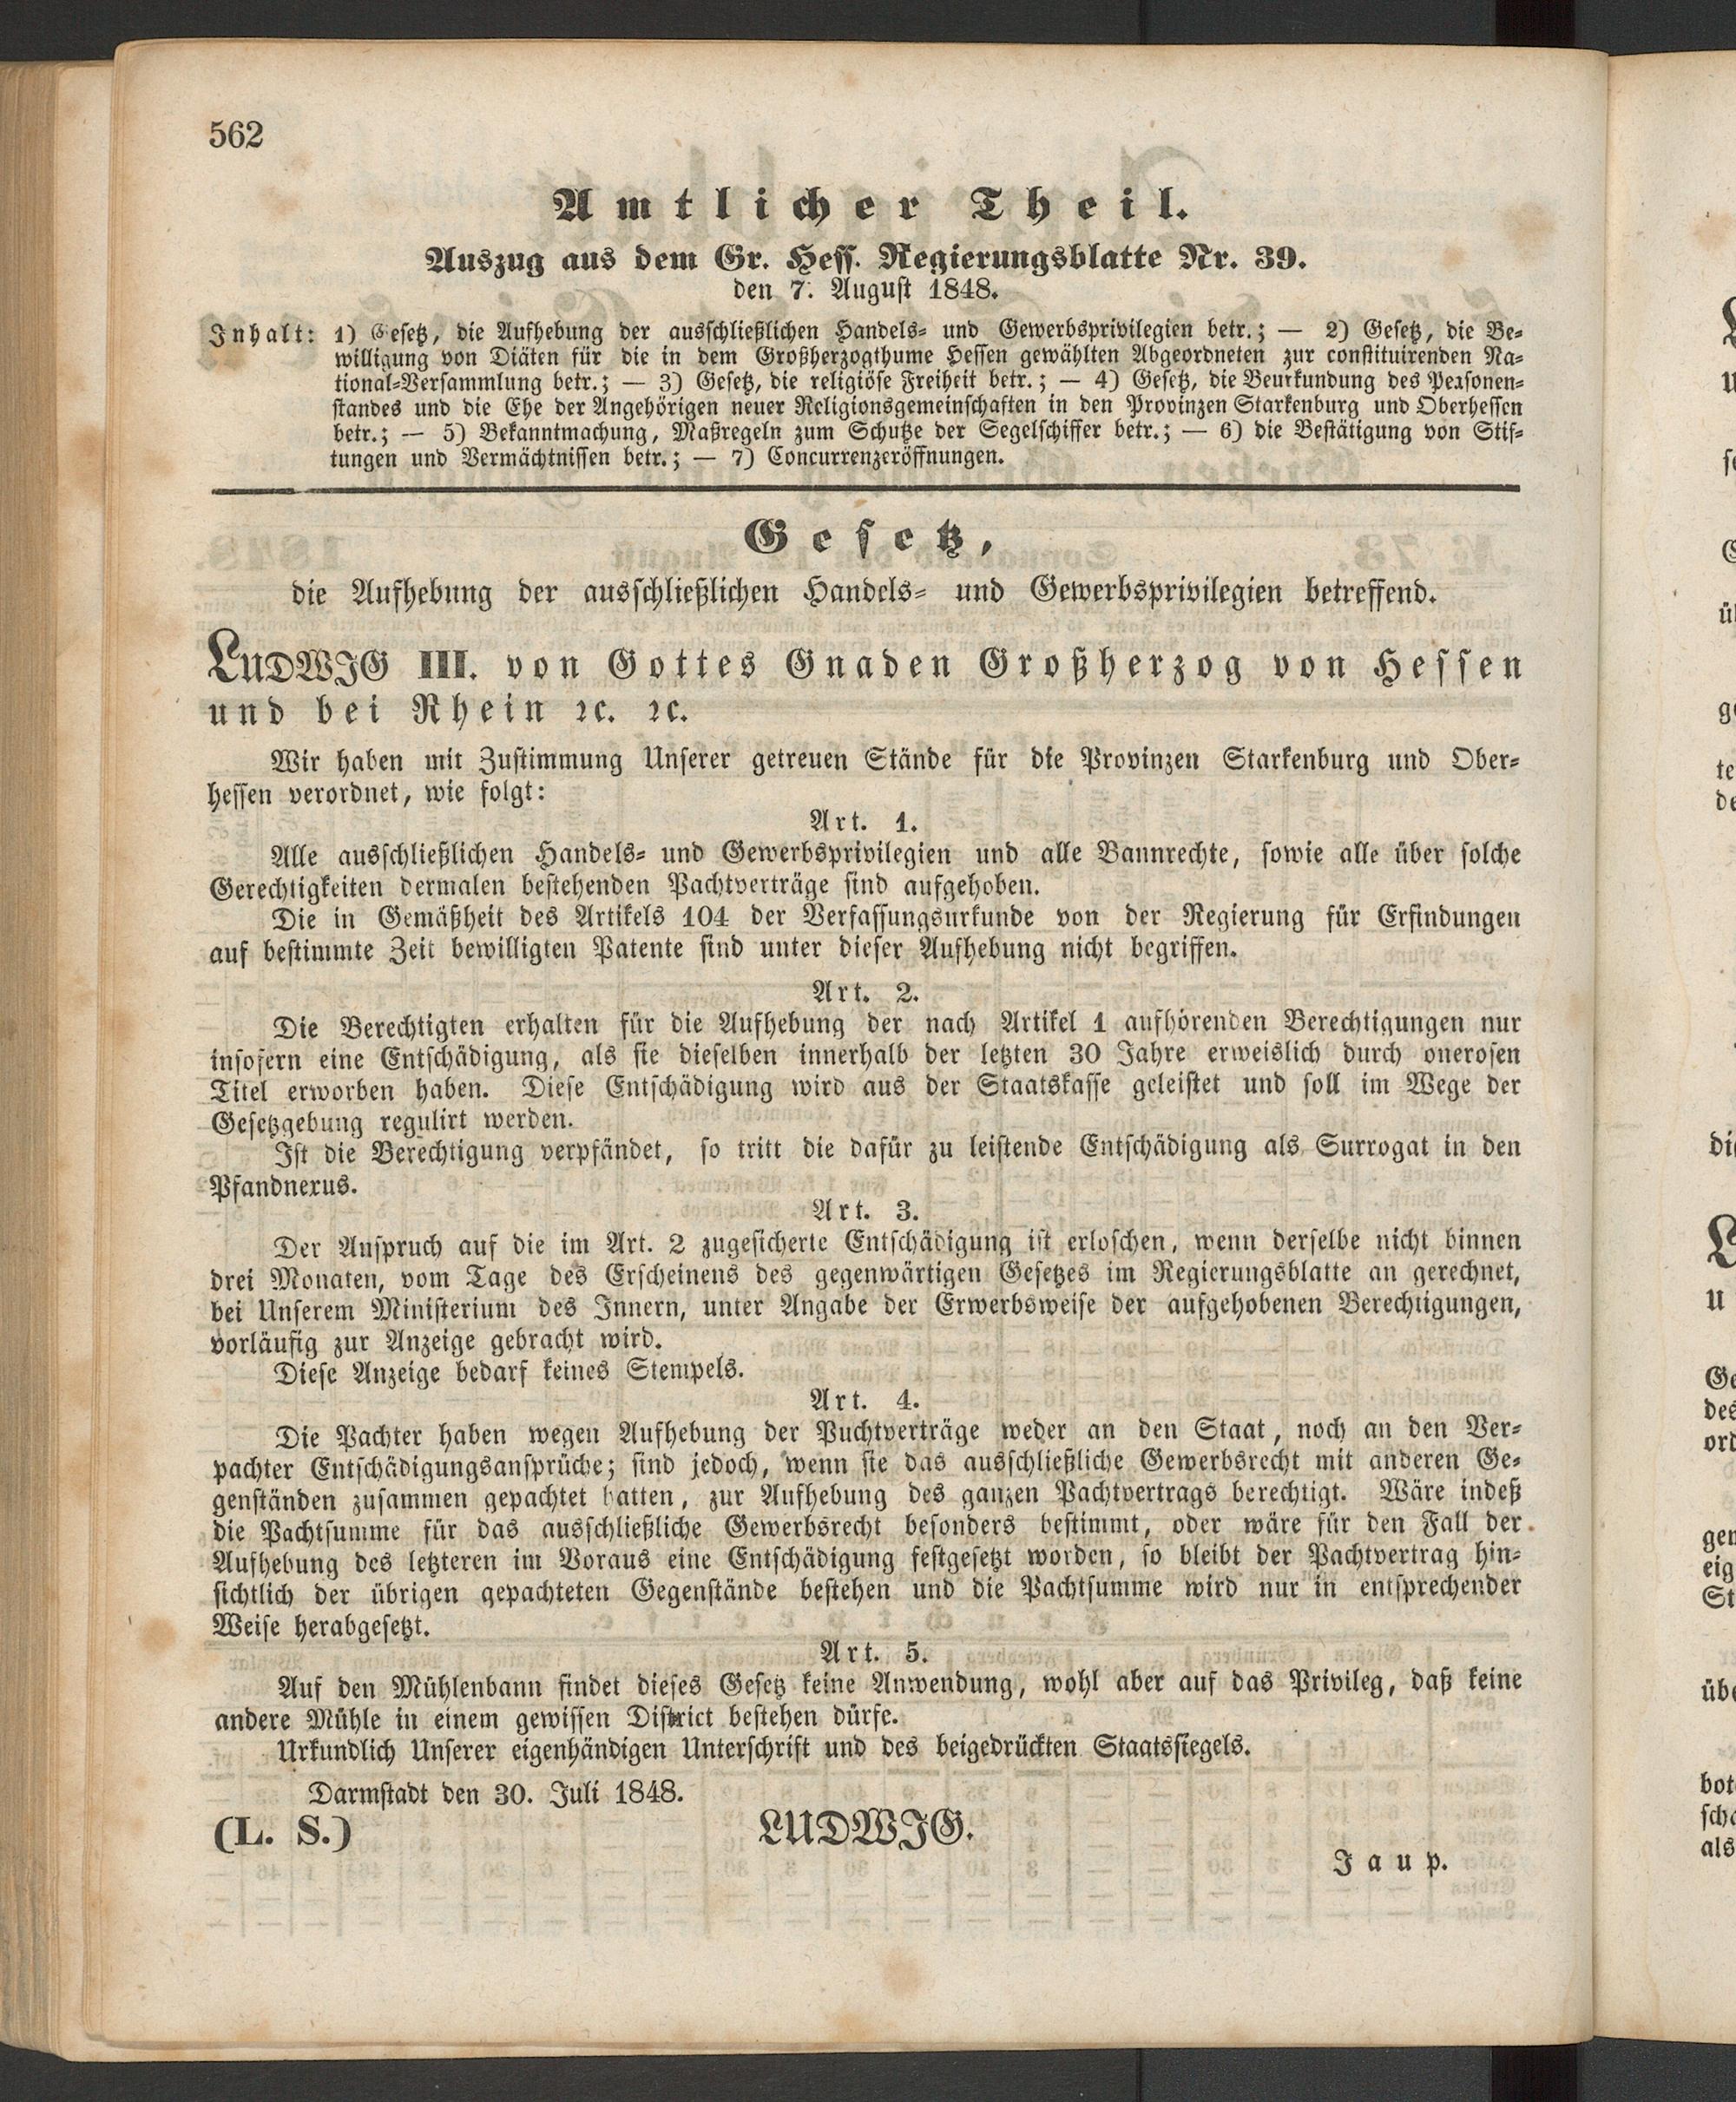 562
Amtlicher Theil.
Auszug aus dem Gr. Hess. Regierungsblatte Nr. 39.
den 7. August 1848.
Inhalt: 1) Gesetz, die Aufhebung der ausschließlichen Handels- und Gewerbsprivilegien betr.; — 2) Gesetz, die Be-
willigung von Diäten für die in dem Großherzogthume Hessen gewählten Abgeordneten zur constituirenden Na-
tional-Versammlung betr.; — 3) Gesetz, die religiöse Freiheit betr.; — 4) Gesetz, die Beurkundung des Personen-
standes und die Ehe der Angehörigen neuer Religionsgemeinschaften in den Provinzen Starkenburg und Oberhessen
betr.; — 5) Bekanntmachung, Maßregeln zum Schutze der Segelschiffer betr.; — 6) die Bestätigung von Stif-
tungen und Vermächtnissen betr.; — 7) Concurrenzeröffnungen.
Gesetz,
die Aufhebung der ausschließlichen Handels- und Gewerbsprivilegien betreffend.
LUDWIG III. von Gottes Gnaden Großherzog von Hessen
und bei Rhein ꝛc. ꝛc.
Wir haben mit Zustimmung Unserer getreuen Stände für die Provinzen Starkenburg und Ober-
hessen verordnet, wie folgt:
Art. 1.
Alle ausschließlichen Handels- und Gewerbsprivilegien und alle Bannrechte, sowie alle über solche
Gerechtigkeiten dermalen bestehenden Pachtverträge sind aufgehoben.
Die in Gemäßheit des Artikels 104 der Verfassungsurkunde von der Regierung für Erfindungen
auf bestimmte Zeit bewilligten Patente sind unter dieser Aufhebung nicht begriffen.
Art. 2.
Die Berechtigten erhalten für die Aufhebung der nach Artikel 1 aufhörenden Berechtigungen nur
insofern eine Entschädigung, als sie dieselben innerhalb der letzten 30 Jahre erweislich durch onerosen
Titel erworben haben. Diese Entschädigung wird aus der Staatskasse geleistet und soll im Wege der
Gesetzgebung regulirt werden.
Ist die Berechtigung verpfändet, so tritt die dafür zu leistende Entschädigung als Surrogat in den
Pfandnexus.
Art. 3.
Der Anspruch auf die im Art. 2 zugesicherte Entschädigung ist erloschen, wenn derselbe nicht binnen
drei Monaten, vom Tage des Erscheinens des gegenwärtigen Gesetzes im Regierungsblatte an gerechnet,
bei Unserem Ministerium des Innern, unter Angabe der Erwerbsweise der aufgehobenen Berechtigungen,
vorläufig zur Anzeige gebracht wird.
Diese Anzeige bedarf keines Stempels.
Art. 4.
Die Pachter haben wegen Aufhebung der Puchtverträge weder an den Staat, noch an den Ver-
pachter Entschädigungsansprüche; sind jedoch, wenn sie das ausschließliche Gewerbsrecht mit anderen Ge-
genständen zusammen gepachtet hatten, zur Aufhebung des ganzen Pachtvertrags berechtigt. Wäre indeß
die Pachtsumme für das ausschließliche Gewerbsrecht besonders bestimmt, oder wäre für den Fall der
Aufhebung des letzteren im Voraus eine Entschädigung festgesetzt worden, so bleibt der Pachtvertrag hin-
sichtlich der übrigen gepachteten Gegenstände bestehen und die Pachtsumme wird nur in entsprechender
Weise herabgesetzt.
Art. 5.
Auf den Mühlenbann findet dieses Gesetz keine Anwendung, wohl aber auf das Privileg, daß keine
andere Mühle in einem gewissen District bestehen dürfe.
Urkundlich Unserer eigenhändigen Unterschrift und des beigedrückten Staatssiegels.
Darmstadt den 30. Juli 1848.
(L. S.) LUDWIG.
Jaup.